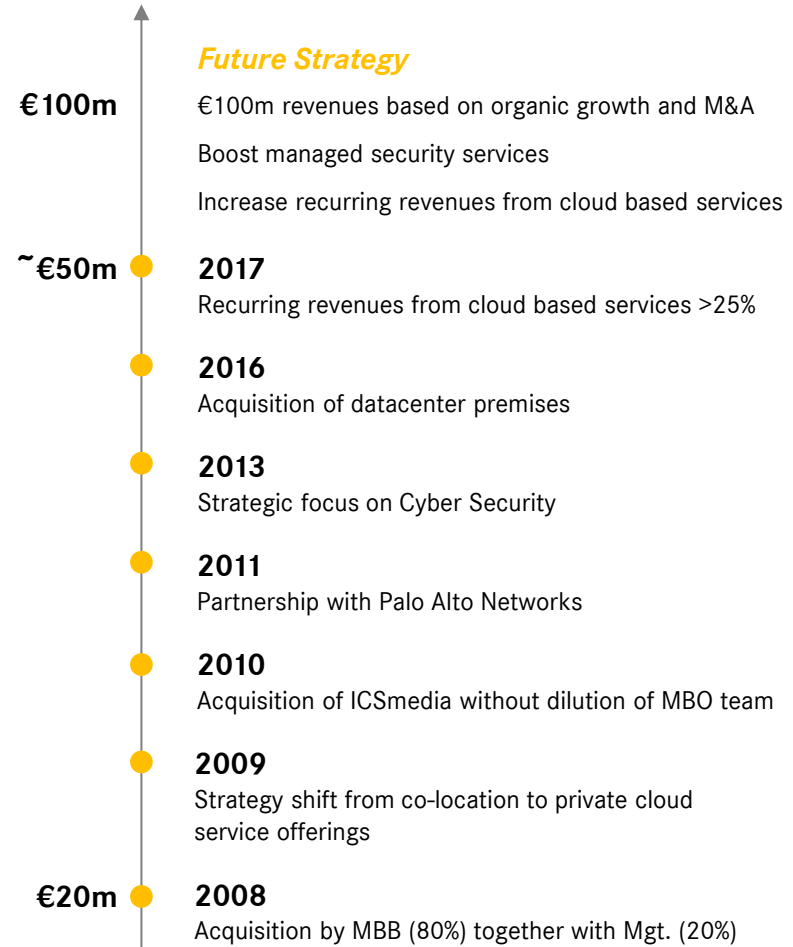 Future Strategy
€100m
€100m revenues based on organic growth and M&A
Boost managed security services
Increase recurring revenues from cloud based services
~€50m
2017
Recurring revenues from cloud based services >25%
2016
Acquisition of datacenter premises
2013
Strategic focus on Cyber Security
2011
Partnership with Palo Alto Networks
2010
Acquisition of ICSmedia without dilution of MBO team
2009
Strategy shift from co-location to private cloud
service offerings
€20m
2008
Acquisition by MBB (80%) together with Mgt. (20%)